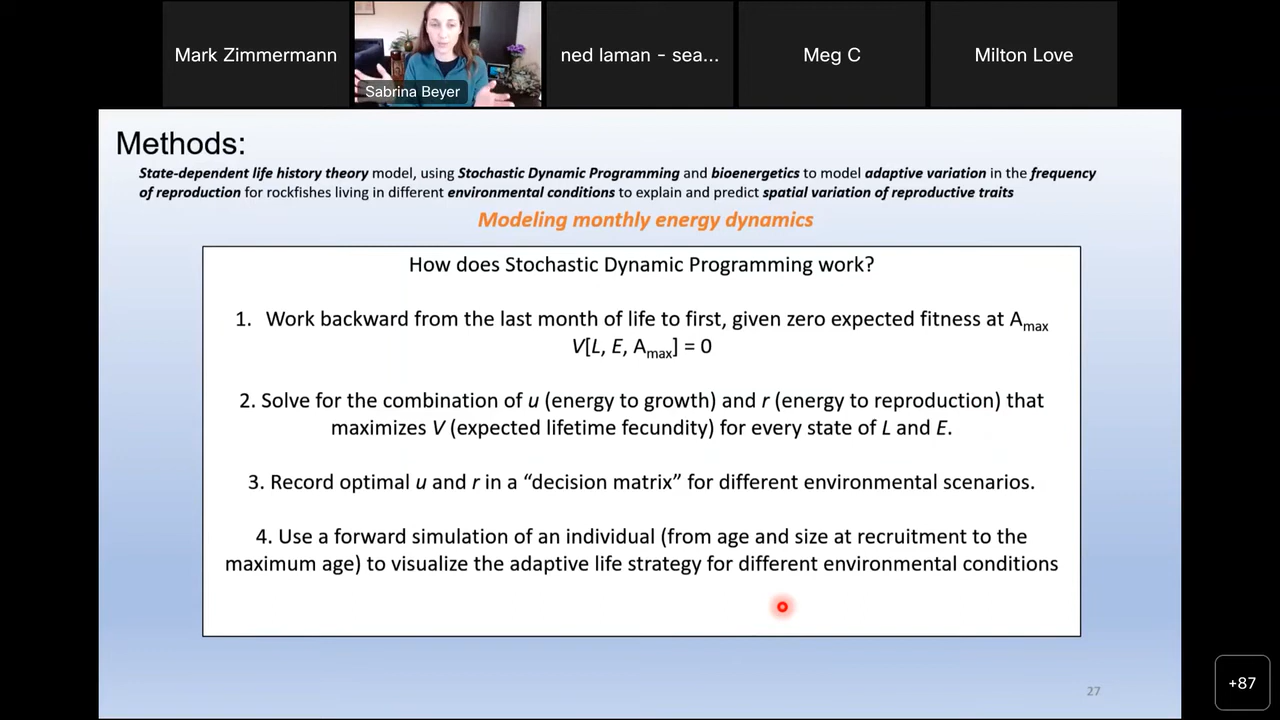 Mark Zimmermann
Sabrina Beyer
ned laman - sea...
Meg C
Milton Love
Methods:
State-dependent life history theory model, using Stochastic Dynamic Programming and bioenergetics to model adaptive variation in the frequency
of reproduction for rockfishes living in different environmental conditions to explain and predict spatial variation of reproductive traits
Modeling monthly energy dynamics
How does Stochastic Dynamic Programming work?
1. Work backward from the last month of life to first, given zero expected fitness at Amax
V[L, E, Amax] = 0
2. Solve for the combination of u (energy to growth) and r (energy to reproduction) that
maximizes V (expected lifetime fecundity) for every state of L and E.
3. Record optimal u and r in a “decision matrix” for different environmental scenarios.
4. Use a forward simulation of an individual (from age and size at recruitment to the
maximum age) to visualize the adaptive life strategy for different environmental conditions
27
+87